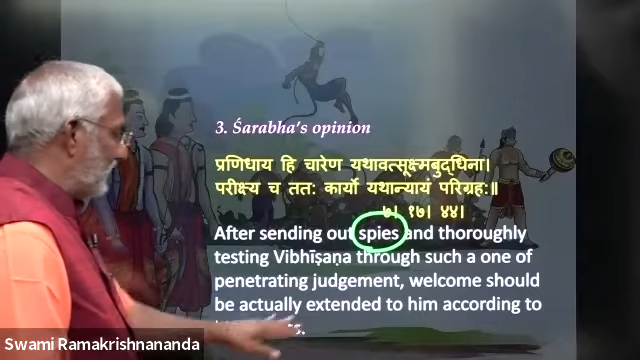 3. Śarabha's opinion
प्रणिधाय हि चारेण यथावत्सूक्ष्मबुद्धिना।
परीक्ष्य च ततः कार्यो यथान्यायं परिग्रहः॥
७। १७। ४४।
After sending out spies and thoroughly
testing Vibhīṣaṇa through such a one of
penetrating judgement, welcome should
be actually extended to him according to
Swami Ramakrishnananda